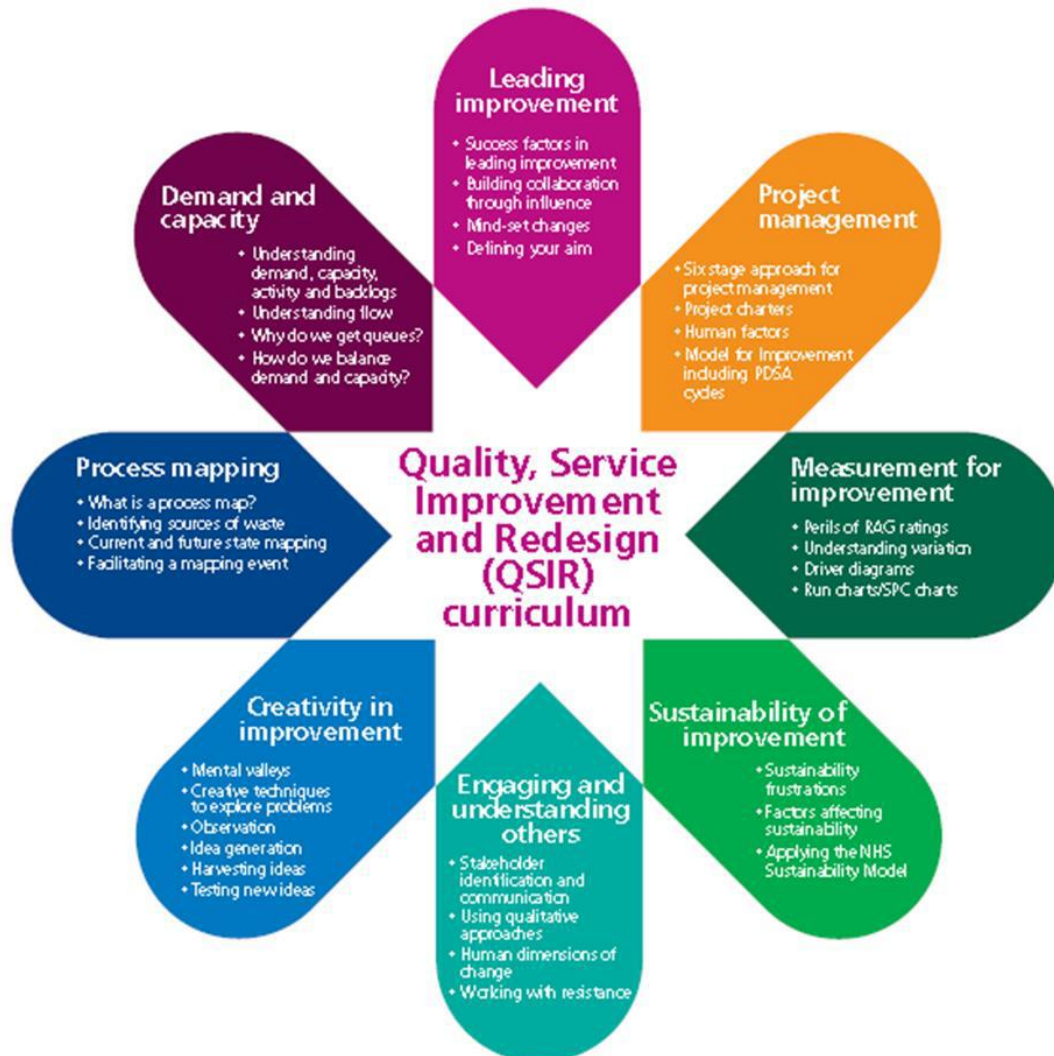 Leading
improvement
• Success factors in
leading improvement
• Building collaboration
through influence
• Mind-set changes
• Defining your aim
Project
management
• Six stage approach for
project management
• Project charters
• Human factors
• Model for Improvement
including PDSA
cycles
Measurement for
improvement
• Perils of RAG ratings
• Understanding variation
• Driver diagrams
• Run charts/SPC charts
Sustainability of
improvement
• Sustainability
frustrations
• Factors affecting
sustainability
• Applying the NHS
Sustainability Model
Engaging and
understanding
others
• Stakeholder
identification and
communication
• Using qualitative
approaches
• Human dimensions of
change
• Working with resistance
Creativity in
improvement
• Mental valleys
• Creative techniques
to explore problems
• Observation
• Idea generation
• Harvesting ideas
• Testing new ideas
Process mapping
• What is a process map?
• Identifying sources of waste
• Current and future state mapping
• Facilitating a mapping event
Demand and
capacity
• Understanding
demand, capacity,
activity and backlogs
• Understanding flow
• Why do we get queues?
• How do we balance
demand and capacity?
Quality, Service
Improvement
and Redesign
(QSIR)
curriculum